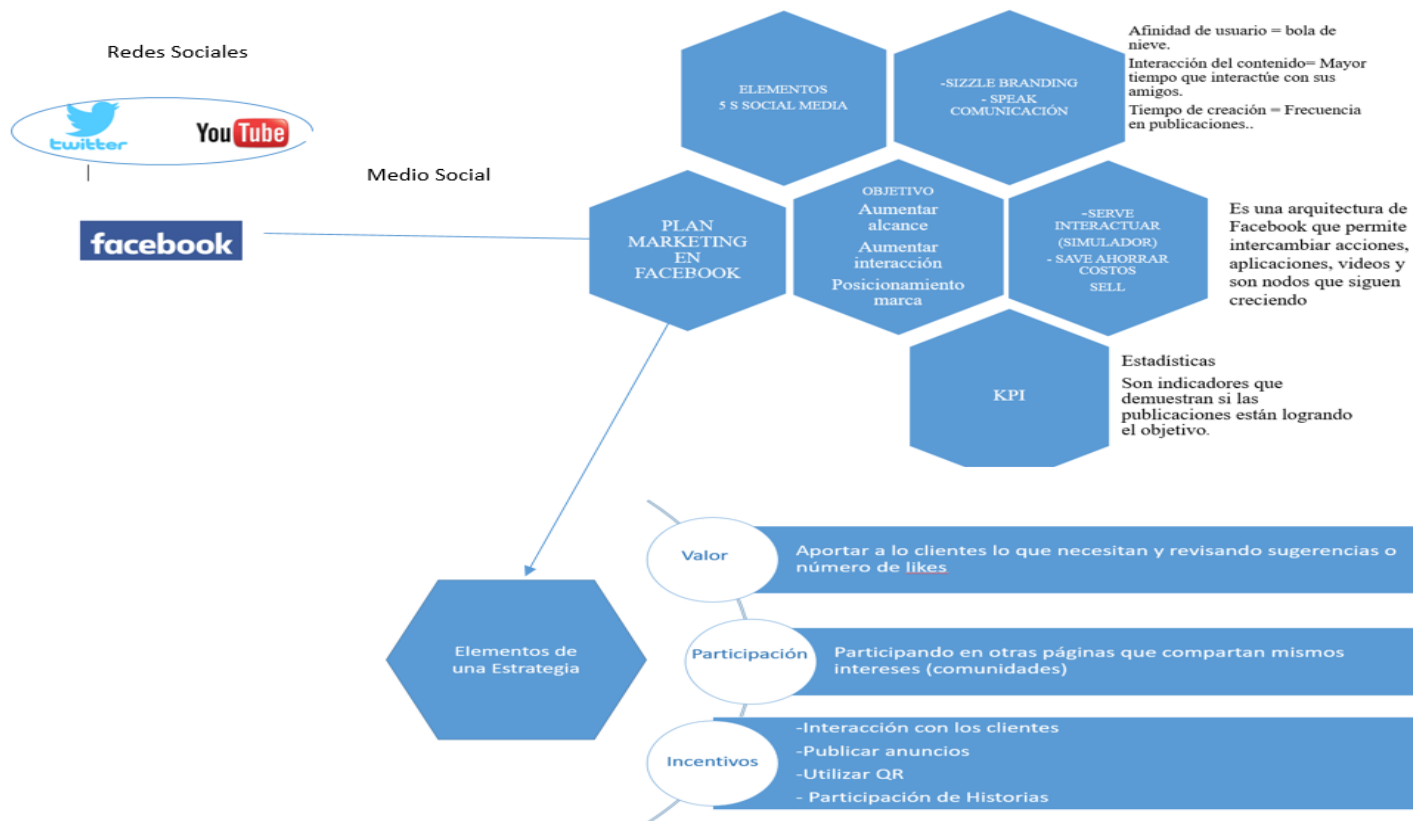 Redes Sociales
twitter
YouTube
Medio Social
facebook
PLAN
MARKETING
EN
FACEBOOK
ELEMENTOS
5 S SOCIAL MEDIA
-SIZZLE BRANDING
- SPEAK
COMUNICACIÓN
Afinidad de usuario = bola de
nieve.
Interacción del contenido= Mayor
tiempo que interactúe con sus
amigos.
Tiempo de creación = Frecuencia
en publicaciones..
OBJETIVO
Aumentar
alcance
Aumentar
interacción
Posicionamiento
marca
-SERVE
INTERACTUAR
(SIMULADOR)
- SAVE AHORRAR
COSTOS
SELL
Es una arquitectura de
Facebook que permite
intercambiar acciones,
aplicaciones, videos y
son nodos que siguen
creciendo
KPI
Estadísticas
Son indicadores que
demuestran si las
publicaciones están logrando
el objetivo.
Elementos de
una Estrategia
Valor
Aportar a lo clientes lo que necesitan y revisando sugerencias o
número de likes
Participación
Participando en otras páginas que compartan mismos
intereses (comunidades)
Incentivos
-Interacción con los clientes
-Publicar anuncios
-Utilizar QR
- Participación de Historias